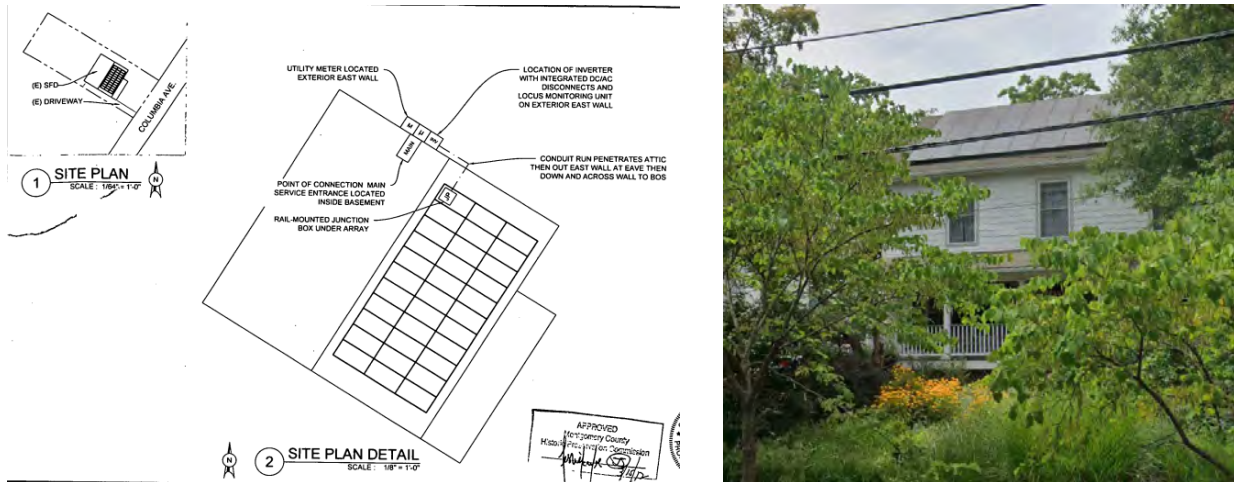 (E) SFD
(E) DRIVEWAY
COLUMBIA AVE.
1
SITE PLAN
SCALE : 1/64" = 1'-0"
N
UTILITY METER LOCATED
EXTERIOR EAST WALL
LOCATION OF INVERTER
WITH INTEGRATED DC/AC
DISCONNECTS AND
LOCUS MONITORING UNIT
ON EXTERIOR EAST WALL
M
INV
MAIN
CONDUIT RUN PENETRATES ATTIC
THEN OUT EAST WALL AT EAVE THEN
DOWN AND ACROSS WALL TO BOS
POINT OF CONNECTION MAIN
SERVICE ENTRANCE LOCATED
INSIDE BASEMENT
RAIL-MOUNTED JUNCTION
BOX UNDER ARRAY
N
2
SITE PLAN DETAIL
SCALE : 1/8" = 1'-0"
APPROVED
Montgomery County
Historic Preservation Commission